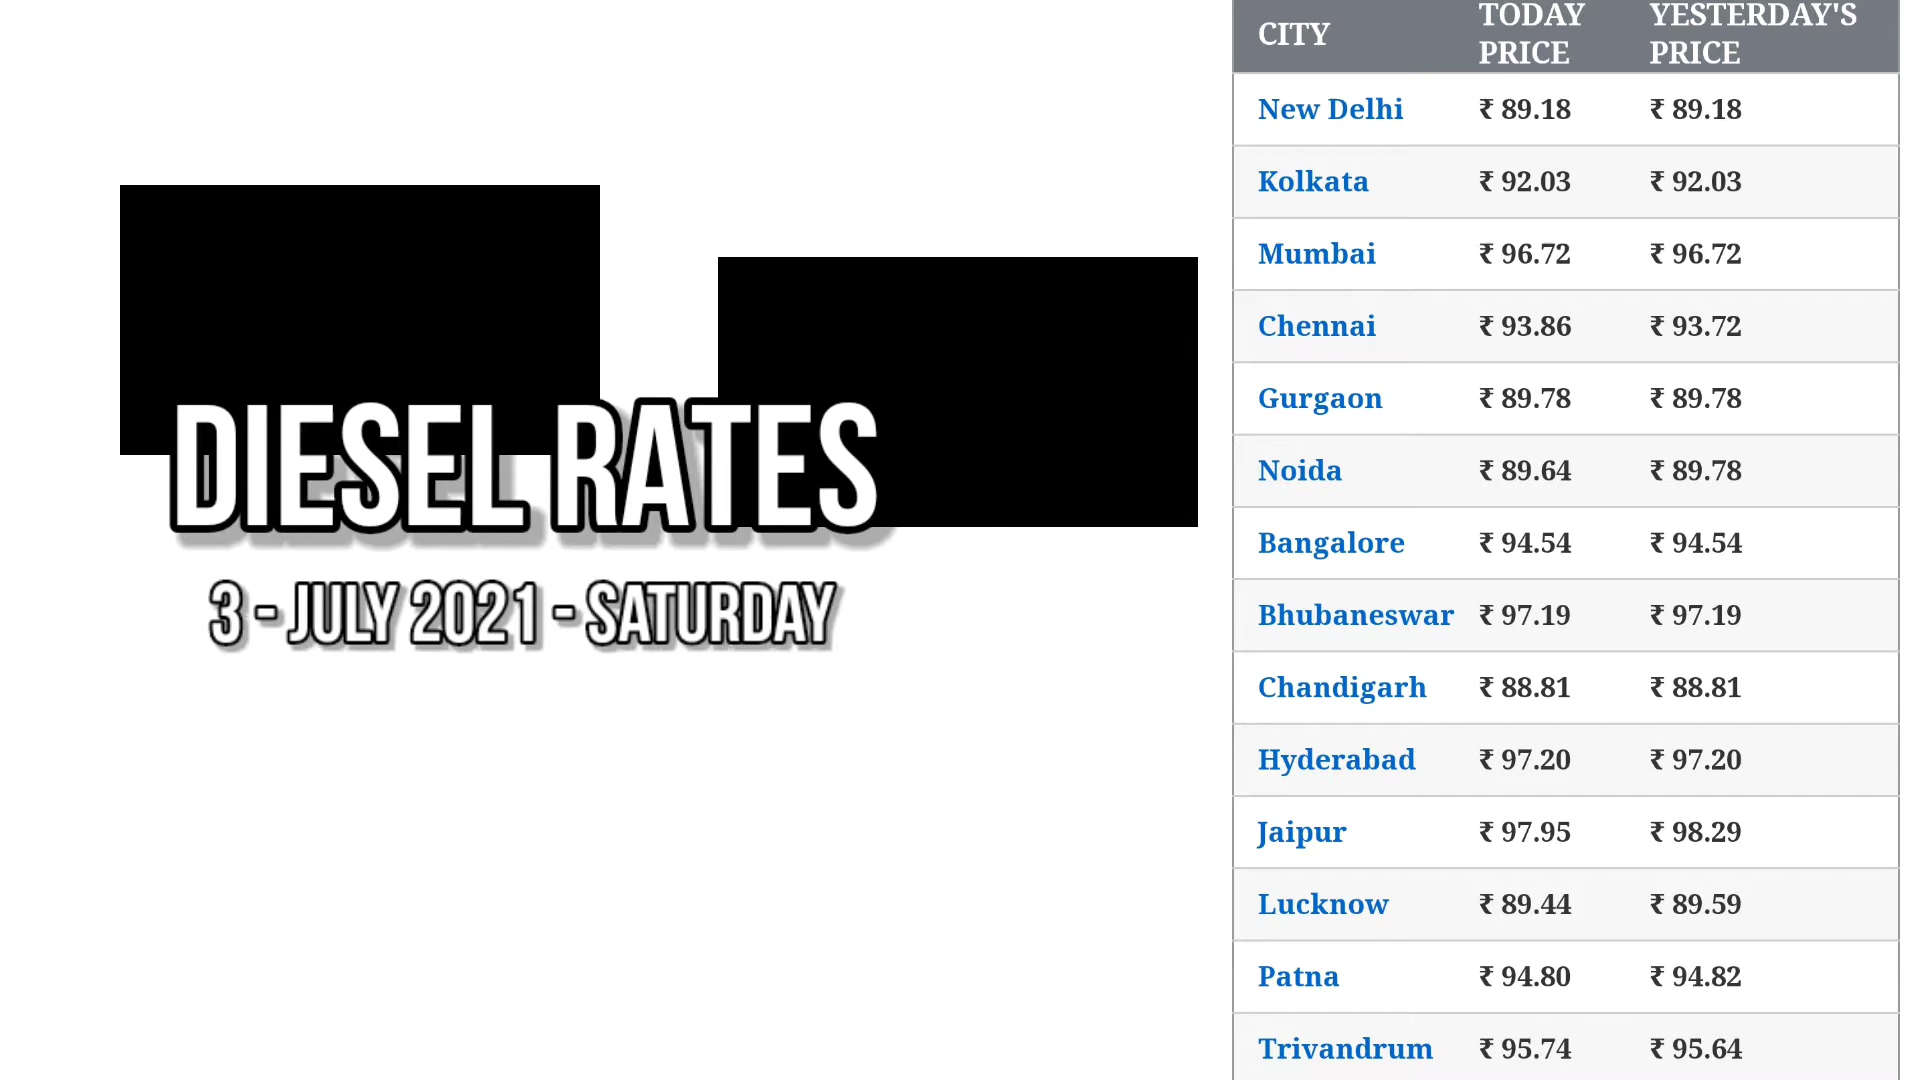 DIESEL RATES
3 - JULY 2021 - SATURDAY
CITY TODAY PRICE YESTERDAY'S PRICE
New Delhi ₹ 89.18 ₹ 89.18
Kolkata ₹ 92.03 ₹ 92.03
Mumbai ₹ 96.72 ₹ 96.72
Chennai ₹ 93.86 ₹ 93.72
Gurgaon ₹ 89.78 ₹ 89.78
Noida ₹ 89.64 ₹ 89.78
Bangalore ₹ 94.54 ₹ 94.54
Bhubaneswar ₹ 97.19 ₹ 97.19
Chandigarh ₹ 88.81 ₹ 88.81
Hyderabad ₹ 97.20 ₹ 97.20
Jaipur ₹ 97.95 ₹ 98.29
Lucknow ₹ 89.44 ₹ 89.59
Patna ₹ 94.80 ₹ 94.82
Trivandrum ₹ 95.74 ₹ 95.64